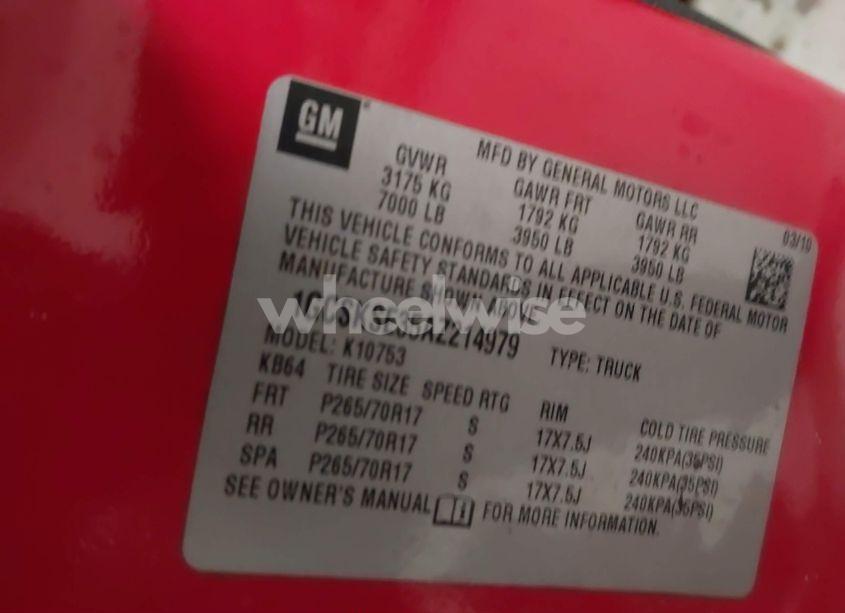 GM
MFD BY GENERAL MOTORS LLC
03/10
GVWR GAWR FRT GAWR RR
3175 KG 1792 KG 1792 KG
7000 LB 3950 LB 3950 LB
THIS VEHICLE CONFORMS TO ALL APPLICABLE U.S. FEDERAL MOTOR
VEHICLE SAFETY STANDARDS IN EFFECT ON THE DATE OF
MANUFACTURE SHOWN ABOVE.
wheelwise
TYPE: TRUCK
MODEL: K10753
KB64 TIRE SIZE SPEED RTG RIM COLD TIRE PRESSURE
FRT P265/70R17 S 17X7.5J 240KPA(35PSI)
RR P265/70R17 S 17X7.5J 240KPA(35PSI)
SPA P265/70R17 S 17X7.5J 240KPA(35PSI)
SEE OWNER'S MANUAL FOR MORE INFORMATION.